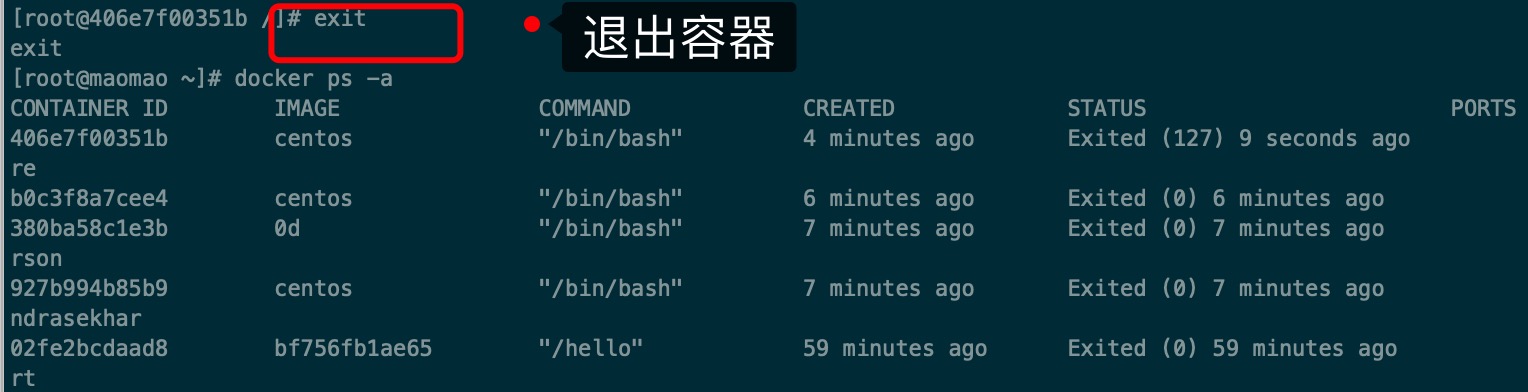 [root@406e7f00351b /]# exit
退出容器
exit
[root@maomao ~]# docker ps -a
CONTAINER ID IMAGE COMMAND CREATED STATUS PORTS
406e7f00351b centos "/bin/bash" 4 minutes ago Exited (127) 9 seconds ago
re
b0c3f8a7cee4 centos "/bin/bash" 6 minutes ago Exited (0) 6 minutes ago
380ba58c1e3b 0d "/bin/bash" 7 minutes ago Exited (0) 7 minutes ago
rson
927b994b85b9 centos "/bin/bash" 7 minutes ago Exited (0) 7 minutes ago
ndrasekhar
02fe2bcdaad8 bf756fb1ae65 "/hello" 59 minutes ago Exited (0) 59 minutes ago
rt